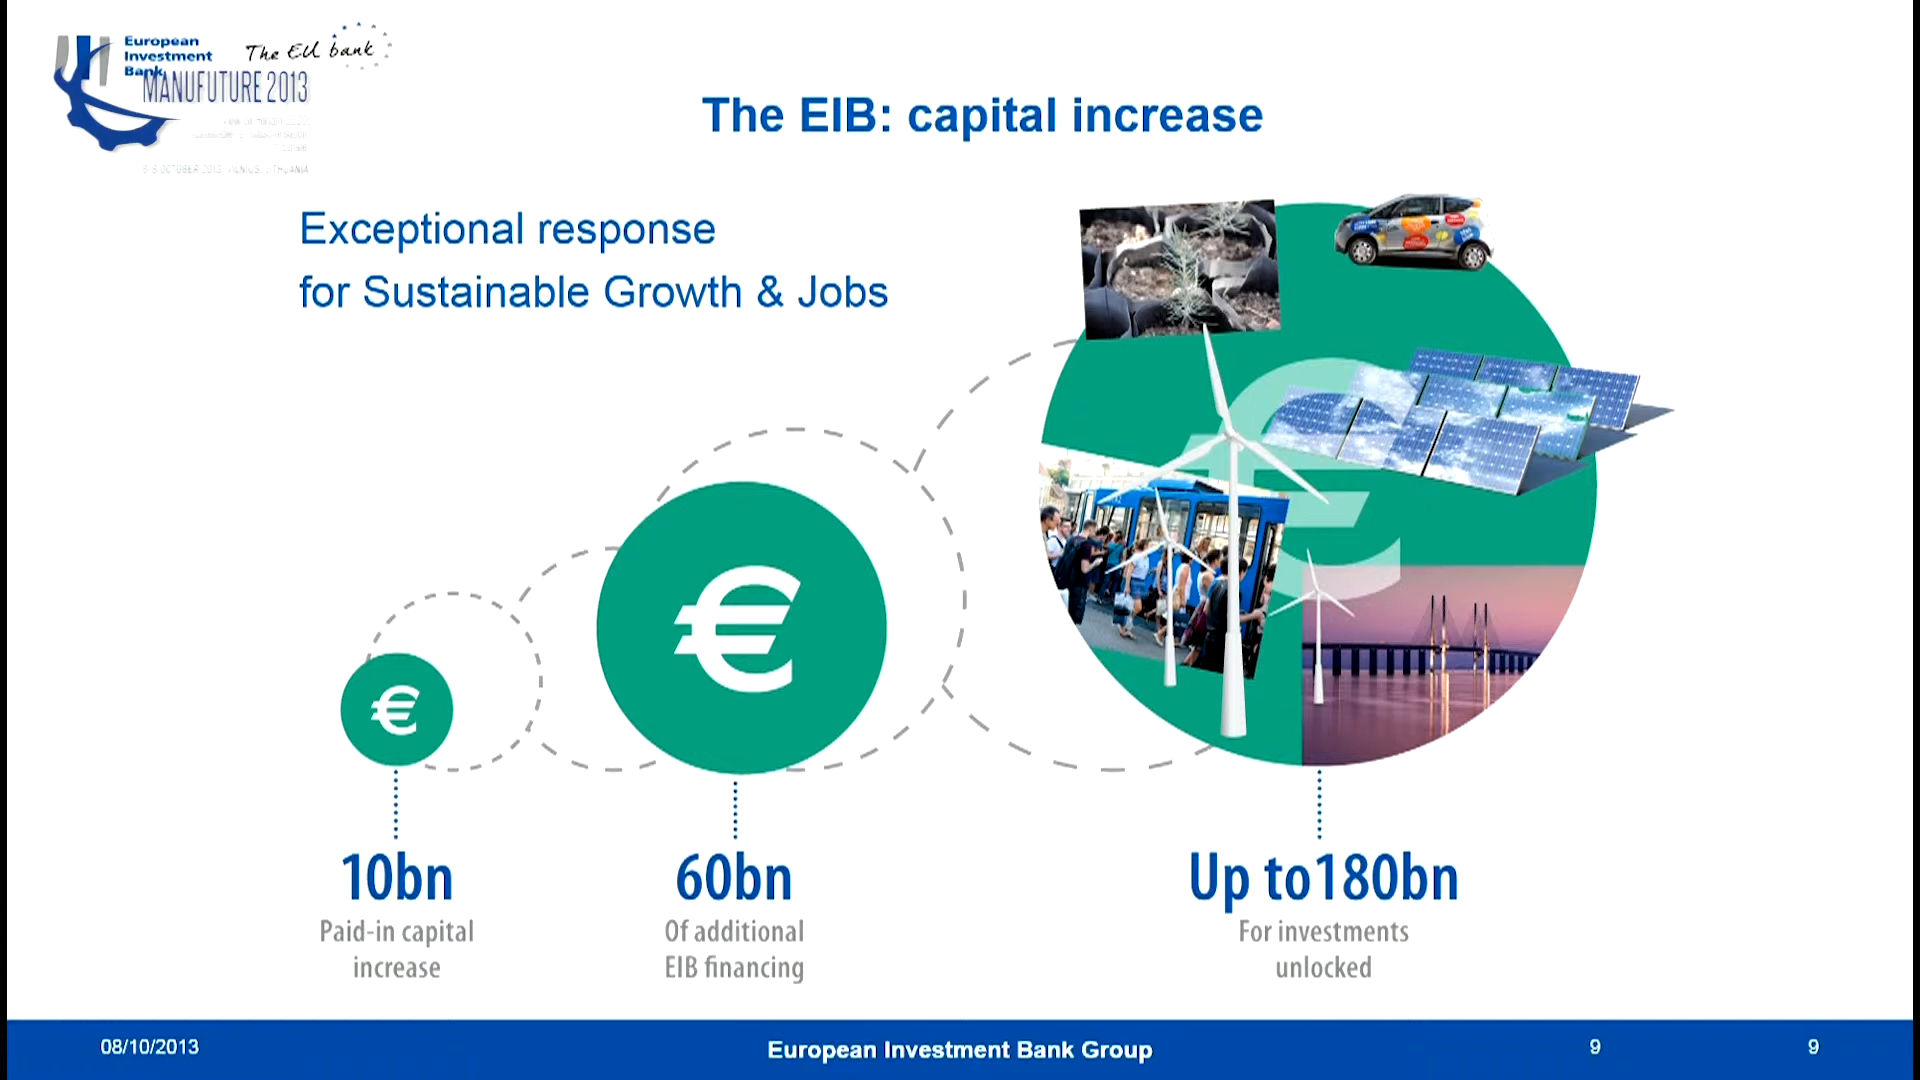 European
Investment
Bank
The EU bank
MANUFUTURE 2013
The EIB: capital increase
Exceptional response
for Sustainable Growth & Jobs
€
€
€
10bn
Paid-in capital
increase
60bn
Of additional
EIB financing
Up to180bn
For investments
unlocked
08/10/2013
European Investment Bank Group
9
9